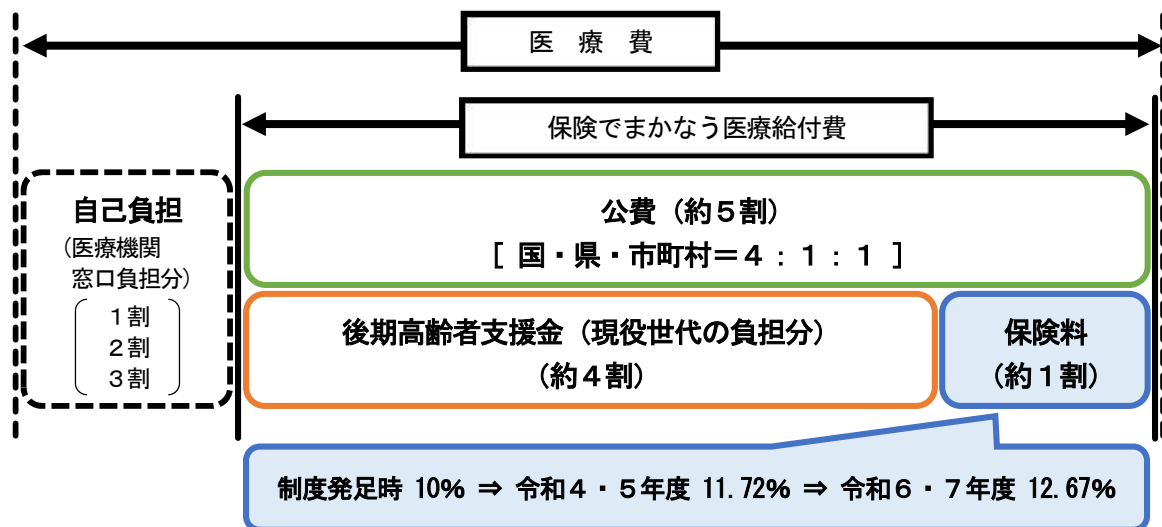 医 療 費
保険でまかなう医療給付費
自己負担
(医療機関
窓口負担分)
1割
2割
3割
公費（約５割）
［ 国・県・市町村＝４：１：１ ］
後期高齢者支援金（現役世代の負担分）
（約４割）
保険料
（約１割）
制度発足時 10% ⇒ 令和４・５年度 11.72% ⇒ 令和６・７年度 12.67%